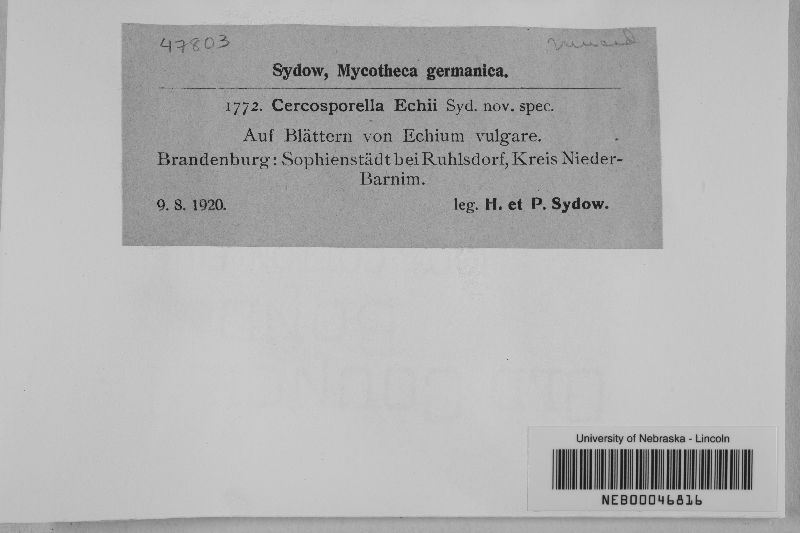 47803
Sydow, Mycotheca germanica.
1772. Cercosporella Echii Syd. nov. spec.
Auf Blättern von Echium vulgare.
Brandenburg: Sophienstädt bei Ruhlsdorf, Kreis Nieder-
Barnim.
9. 8. 1920. leg. H. et P. Sydow.
University of Nebraska - Lincoln
NEB00046816